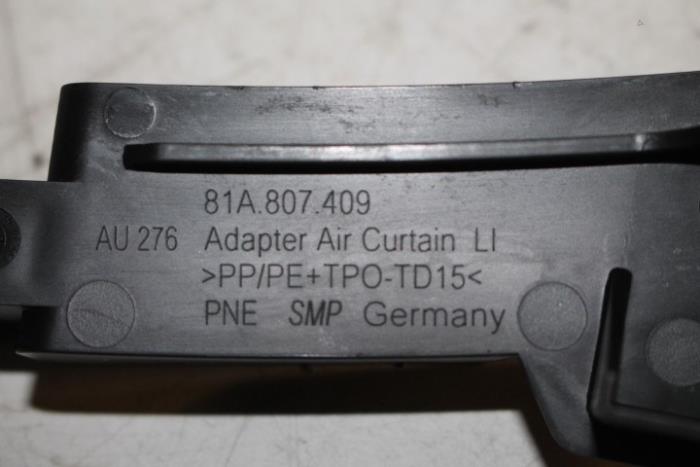 81A.807.409
AU 276 Adapter Air Curtain LI
>PP/PE+TPO-TD15<
PNE SMP Germany